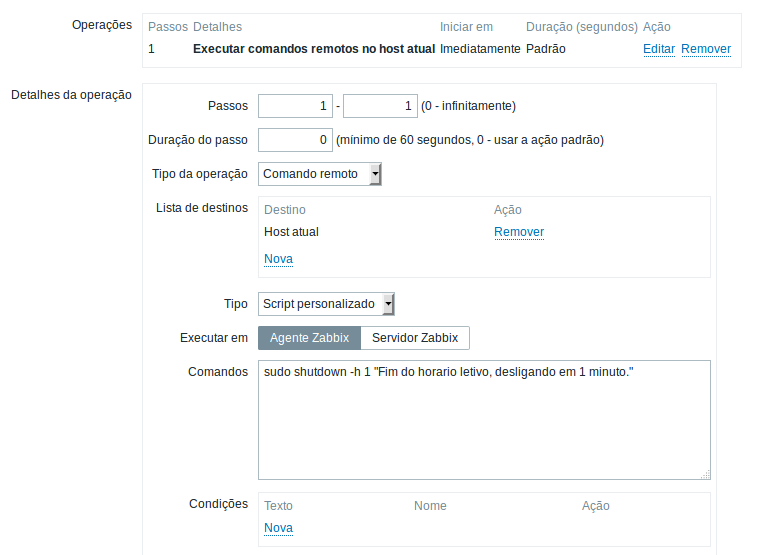 Operações
Passos Detalhes Iniciar em Duração (segundos) Ação
1 Executar comandos remotos no host atual Imediatamente Padrão Editar Remover
Detalhes da operação
Passos 1 - 1 (0 - infinitamente)
Duração do passo 0 (mínimo de 60 segundos, 0 - usar a ação padrão)
Tipo da operação Comando remoto
Lista de destinos Destino Ação
Host atual Remover
Nova
Tipo Script personalizado
Executar em Agente Zabbix Servidor Zabbix
Comandos sudo shutdown -h 1 "Fim do horario letivo, desligando em 1 minuto."
Condições Texto Nome Ação
Nova